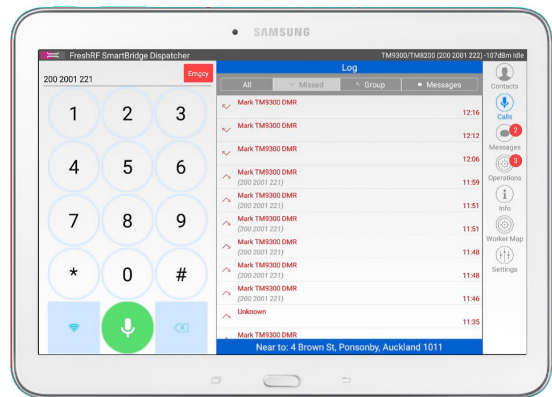 SAMSUNG
FreshRF SmartBridge Dispatcher
TM9300/TM8200 (200 2001 222) -107dBm Idle
200 2001 221
Emgcy
1
2
3
4
5
6
7
8
9
*
0
#
Log
All
Missed
Group
Messages
Mark TM9300 DMR
12:16
Mark TM9300 DMR
12:12
Mark TM9300 DMR
12:06
Mark TM9300 DMR
(200 2001 221)
11:59
Mark TM9300 DMR
(200 2001 221)
11:51
Mark TM9300 DMR
(200 2001 221)
11:51
Mark TM9300 DMR
(200 2001 221)
11:48
Mark TM9300 DMR
(200 2001 221)
11:48
Mark TM9300 DMR
(200 2001 221)
11:46
Unknown
11:35
Mark TM9300 DMR
Near to: 4 Brown St, Ponsonby, Auckland 1011
Contacts
Calls
2
Messages
3
Operations
i
Info
Worker Map
Settings